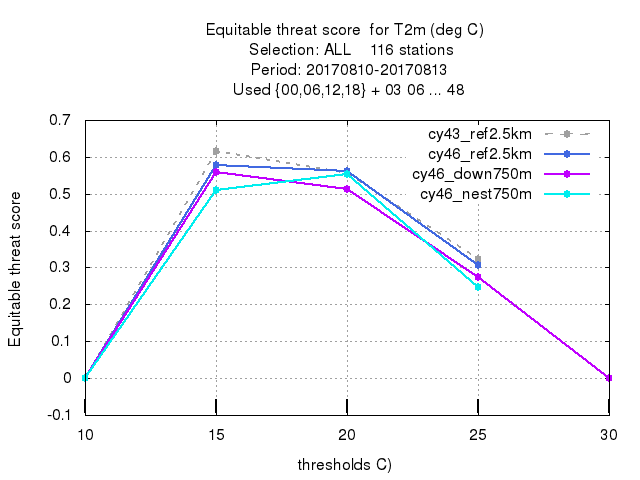 Equitable threat score  for T2m (deg C)
Selection: ALL    116 stations
Period: 20170810-20170813
Used {00,06,12,18} + 03 06 ... 48
0.7
0.6
0.5
0.4
0.3
0.2
0.1
0
-0.1
Equitable threat score
cy43_ref2.5km
cy46_ref2.5km
cy46_down750m
cy46_nest750m
10 15 20 25 30
thresholds C)